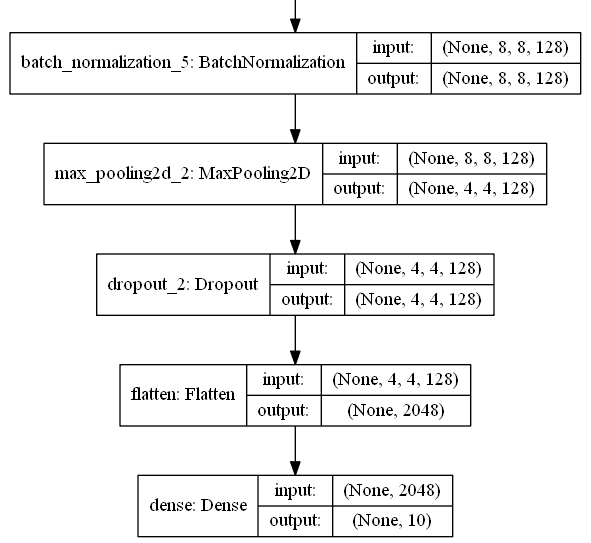 batch_normalization_5: BatchNormalization
input: (None, 8, 8, 128)
output: (None, 8, 8, 128)
max_pooling2d_2: MaxPooling2D
input: (None, 8, 8, 128)
output: (None, 4, 4, 128)
dropout_2: Dropout
input: (None, 4, 4, 128)
output: (None, 4, 4, 128)
flatten: Flatten
input: (None, 4, 4, 128)
output: (None, 2048)
dense: Dense
input: (None, 2048)
output: (None, 10)